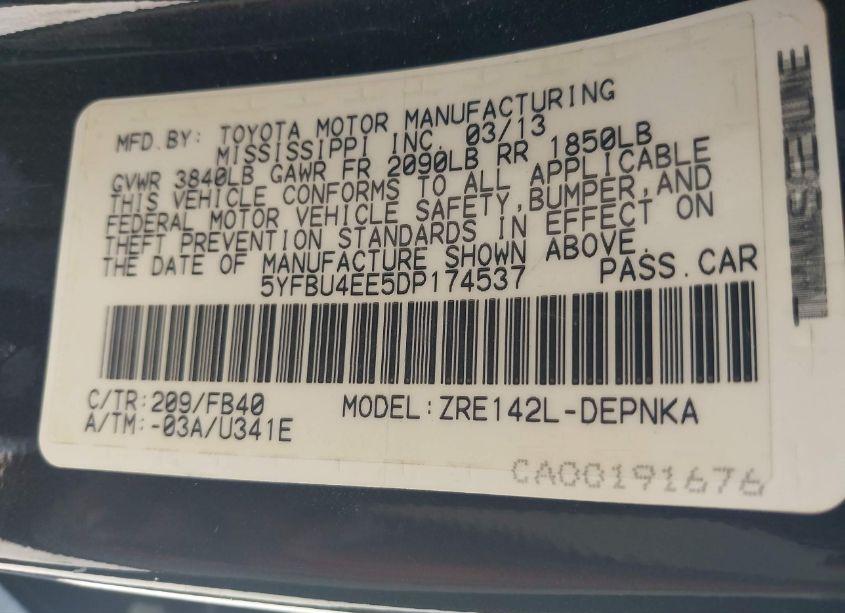 MFD.BY: TOYOTA MOTOR MANUFACTURING
MISSISSIPPI INC. 03/13
GVWR 3840LB GAWR FR 2090LB RR 1850LB
THIS VEHICLE CONFORMS TO ALL APPLICABLE
FEDERAL MOTOR VEHICLE SAFETY, BUMPER, AND
THEFT PREVENTION STANDARDS IN EFFECT ON
THE DATE OF MANUFACTURE SHOWN ABOVE.
5YFBU4EE5DP174537 PASS.CAR
C/TR:209/FB40 MODEL:ZRE142L-DEPNKA
A/TM:-03A/U341E
CA00191676